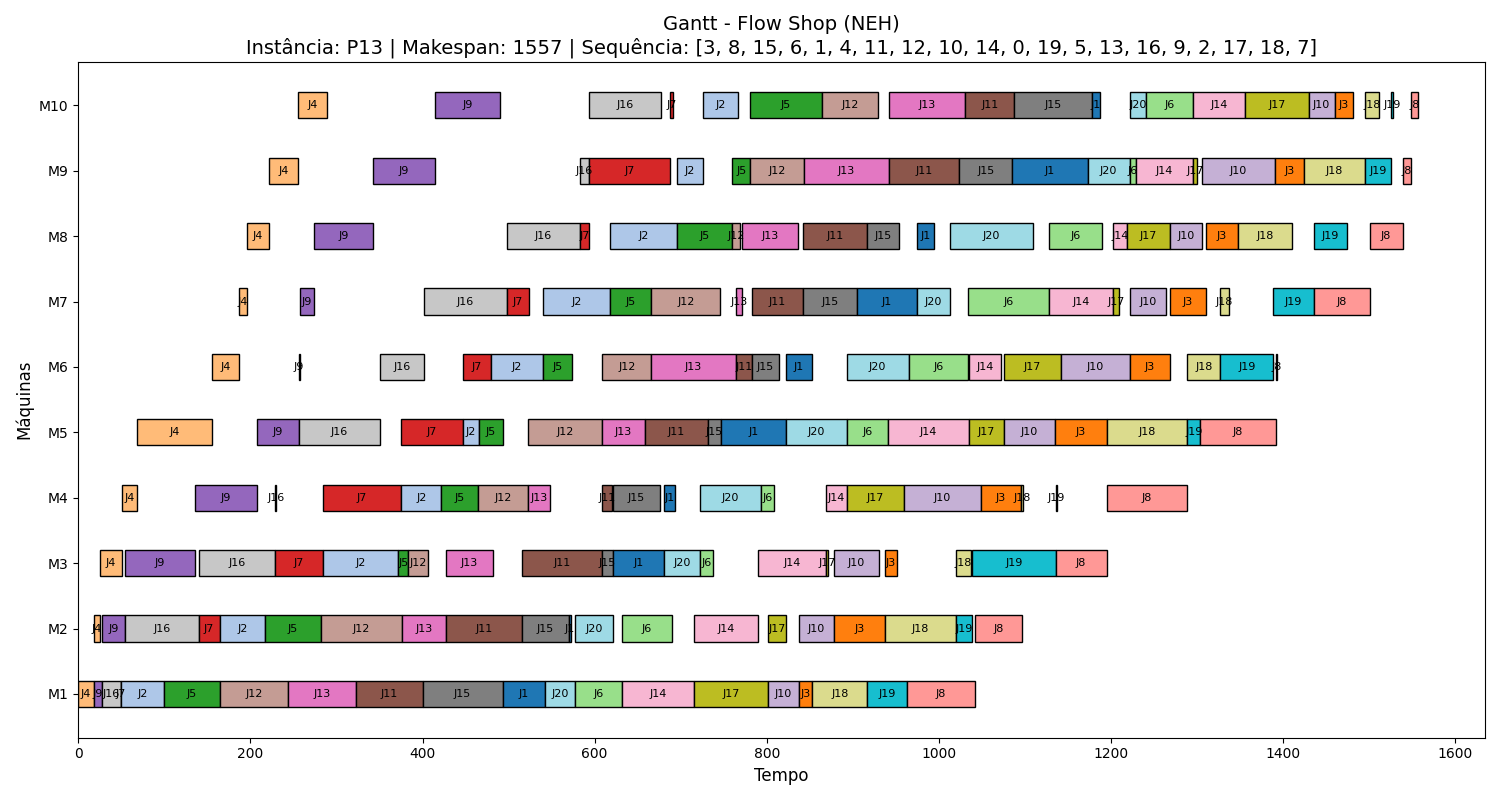 Gantt - Flow Shop (NEH)
Instância: P13 | Makespan: 1557 | Sequência: [3, 8, 15, 6, 1, 4, 11, 12, 10, 14, 0, 19, 5, 13, 16, 9, 2, 17, 18, 7]
Máquinas
M10 J4 J9 J16 J7 J2 J5 J12 J13 J11 J15 J1 J20 J6 J14 J17 J10 J3 J18 J19 J8
M9 J4 J9 J16 J7 J2 J5 J12 J13 J11 J15 J1 J20 J6 J14 J17 J10 J3 J18 J19 J8
M8 J4 J9 J16 J7 J2 J5 J12 J13 J11 J15 J1 J20 J6 J14 J17 J10 J3 J18 J19 J8
M7 J4 J9 J16 J7 J2 J5 J12 J13 J11 J15 J1 J20 J6 J14 J17 J10 J3 J18 J19 J8
M6 J4 J9 J16 J7 J2 J5 J12 J13 J11 J15 J1 J20 J6 J14 J17 J10 J3 J18 J19 J8
M5 J4 J9 J16 J7 J2 J5 J12 J13 J11 J15 J1 J20 J6 J14 J17 J10 J3 J18 J19 J8
M4 J4 J9 J16 J7 J2 J5 J12 J13 J11 J15 J1 J20 J6 J14 J17 J10 J3 J18 J19 J8
M3 J4 J9 J16 J7 J2 J5 J12 J13 J11 J15 J1 J20 J6 J14 J17 J10 J3 J18 J19 J8
M2 J4 J9 J16 J7 J2 J5 J12 J13 J11 J15 J1 J20 J6 J14 J17 J10 J3 J18 J19 J8
M1 J4 J9 J16 J7 J2 J5 J12 J13 J11 J15 J1 J20 J6 J14 J17 J10 J3 J18 J19 J8
0 200 400 600 800 1000 1200 1400 1600
Tempo